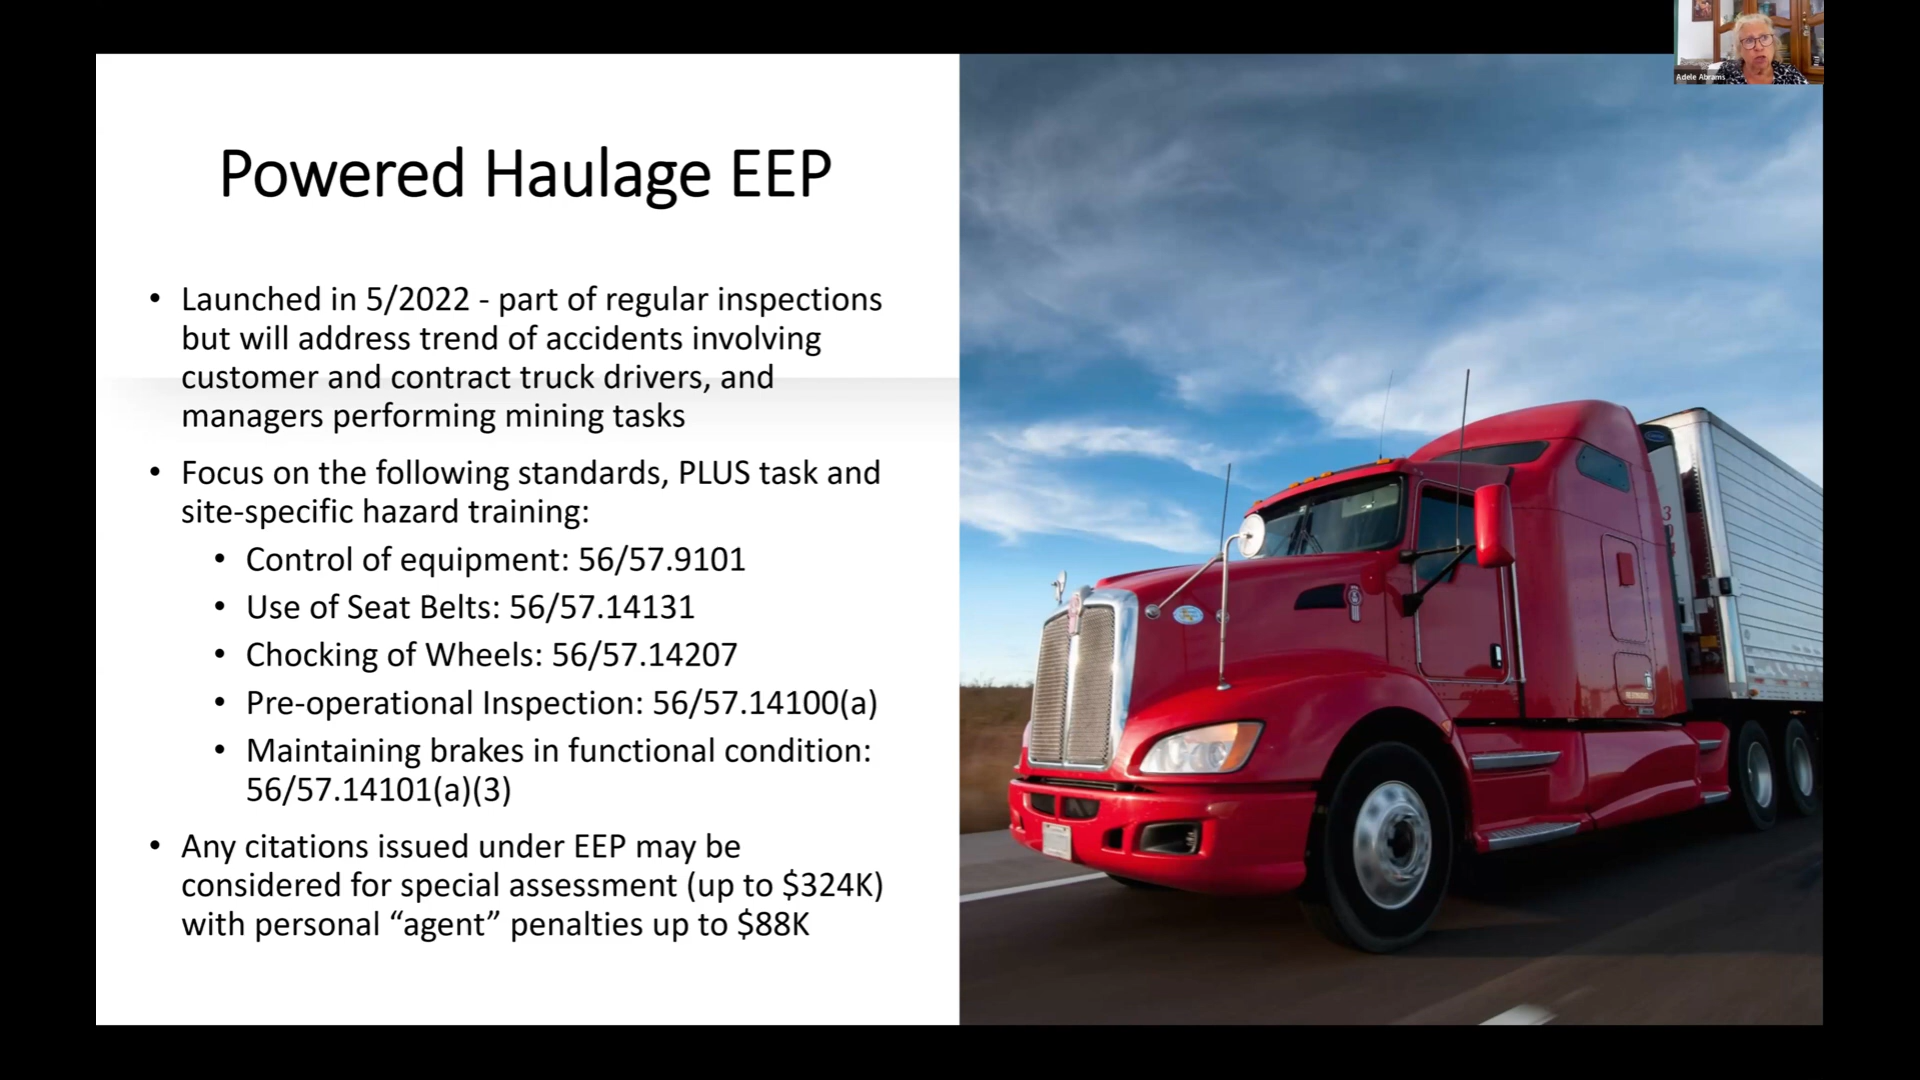 Adele Abrams
Powered Haulage EEP
• Launched in 5/2022 - part of regular inspections
but will address trend of accidents involving
customer and contract truck drivers, and
managers performing mining tasks
• Focus on the following standards, PLUS task and
site-specific hazard training:
• Control of equipment: 56/57.9101
• Use of Seat Belts: 56/57.14131
• Chocking of Wheels: 56/57.14207
• Pre-operational Inspection: 56/57.14100(a)
• Maintaining brakes in functional condition:
56/57.14101(a)(3)
• Any citations issued under EEP may be
considered for special assessment (up to $324K)
with personal “agent” penalties up to $88K